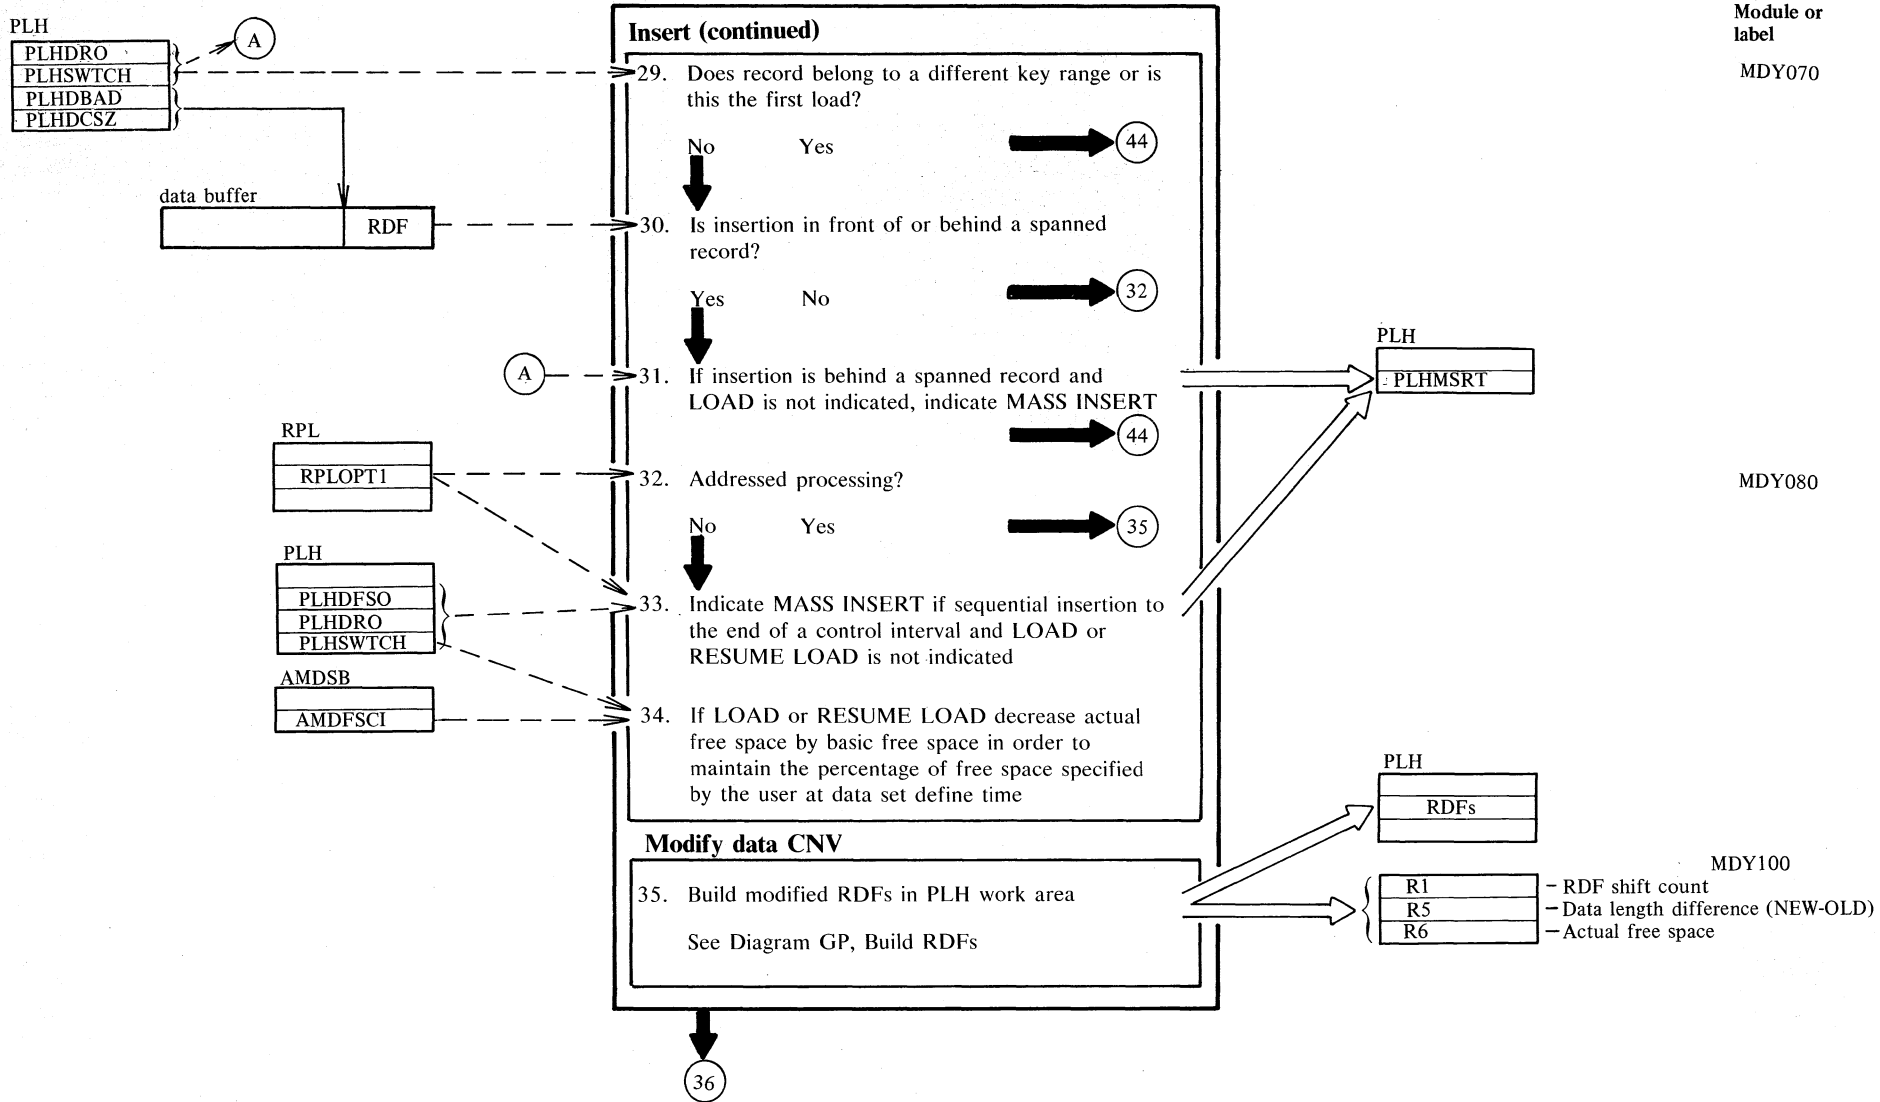 PLH
PLHDRO
PLHSWTCH
PLHDBAD
PLHDCSZ
A
Insert (continued)
Module or
label
29. Does record belong to a different key range or is
this the first load?
MDY070
No Yes 44
data buffer
RDF
30. Is insertion in front of or behind a spanned
record?
Yes No 32
A
31. If insertion is behind a spanned record and
LOAD is not indicated, indicate MASS INSERT
44
PLH
PLHMSRT
RPL
RPLOPT1
32. Addressed processing?
MDY080
No Yes 35
PLH
PLHDFSO
PLHDRO
PLHSWTCH
33. Indicate MASS INSERT if sequential insertion to
the end of a control interval and LOAD or
RESUME LOAD is not indicated
AMDSB
AMDFSCI
34. If LOAD or RESUME LOAD decrease actual
free space by basic free space in order to
maintain the percentage of free space specified
by the user at data set define time
PLH
RDFs
Modify data CNV
MDY100
35. Build modified RDFs in PLH work area
See Diagram GP, Build RDFs
R1 – RDF shift count
R5 – Data length difference (NEW-OLD)
R6 – Actual free space
36